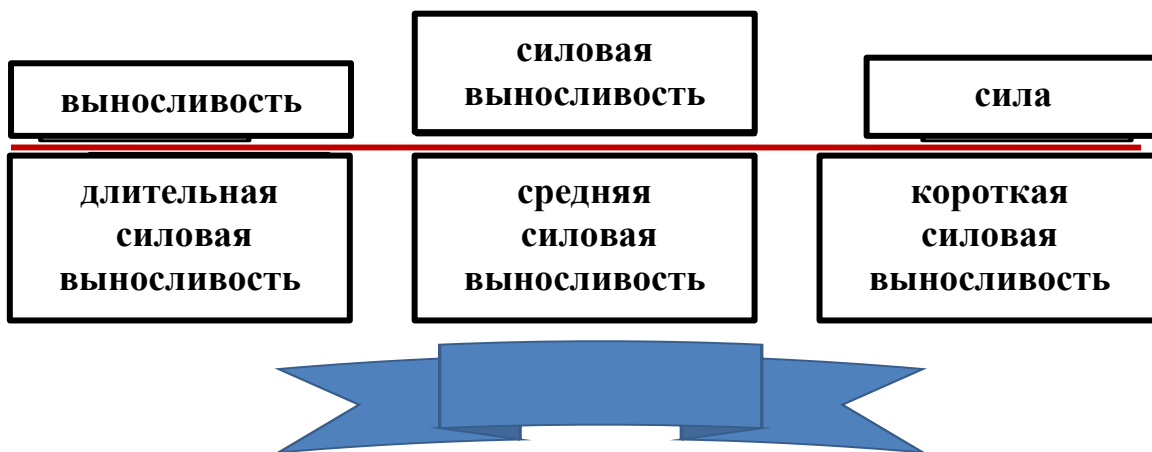 силовая
выносливость
выносливость
сила
длительная
силовая
выносливость
средняя
силовая
выносливость
короткая
силовая
выносливость